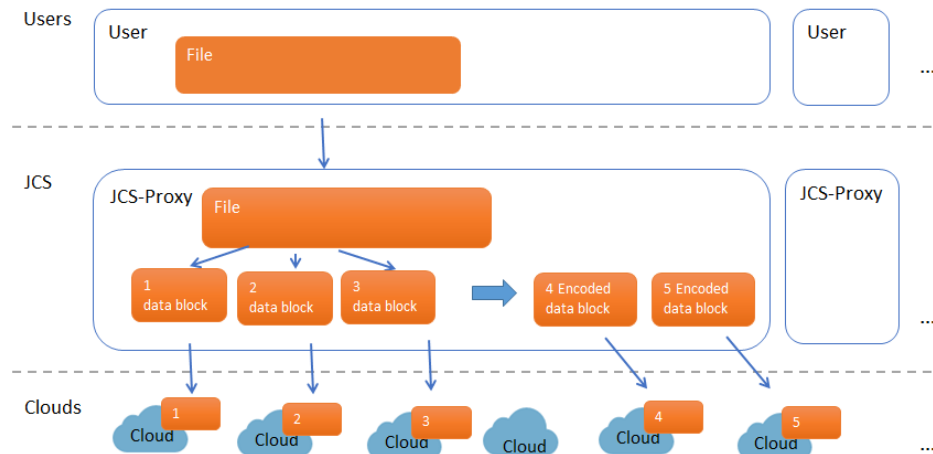 Users
User
File
User
...
JCS
JCS-Proxy
File
1
data block
2
data block
3
data block
4 Encoded
data block
5 Encoded
data block
JCS-Proxy
...
Clouds
1
Cloud
2
Cloud
3
Cloud
Cloud
4
Cloud
5
Cloud
...